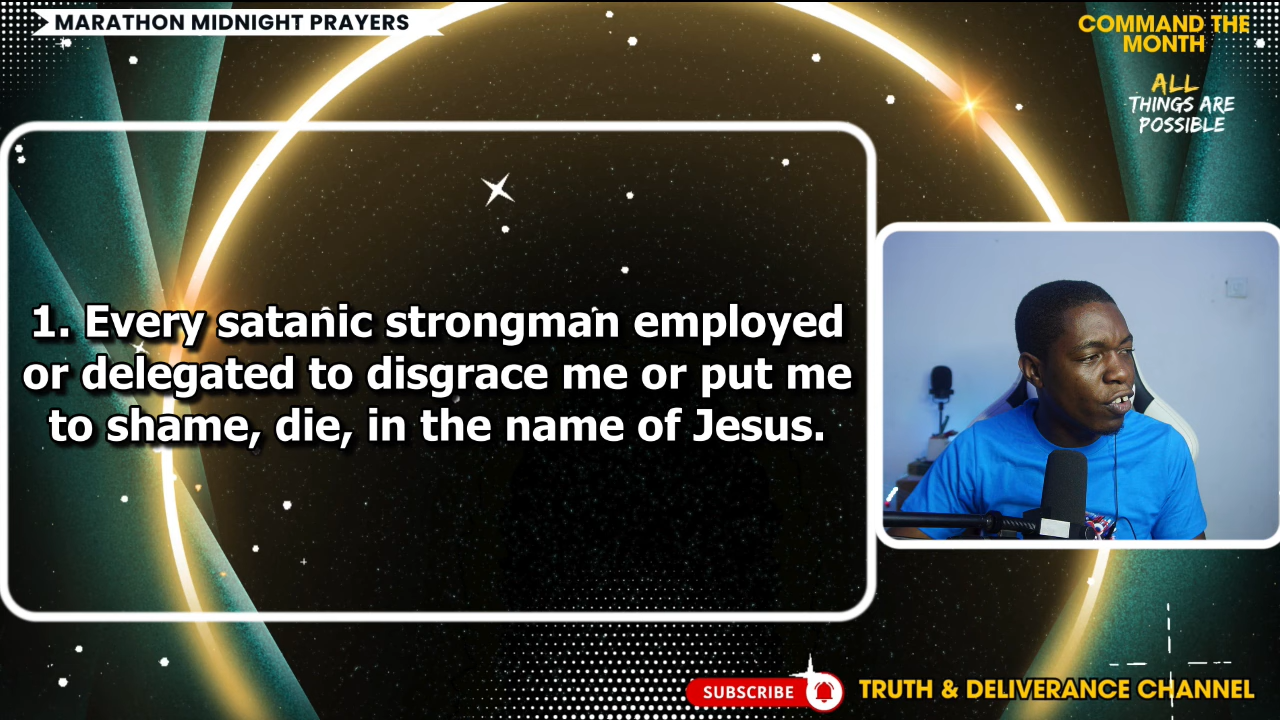 MARATHON MIDNIGHT PRAYERS
COMMAND THE
MONTH
ALL
THINGS ARE
POSSIBLE
1. Every satanic strongman employed
or delegated to disgrace me or put me
to shame, die, in the name of Jesus.
SUBSCRIBE
TRUTH & DELIVERANCE CHANNEL